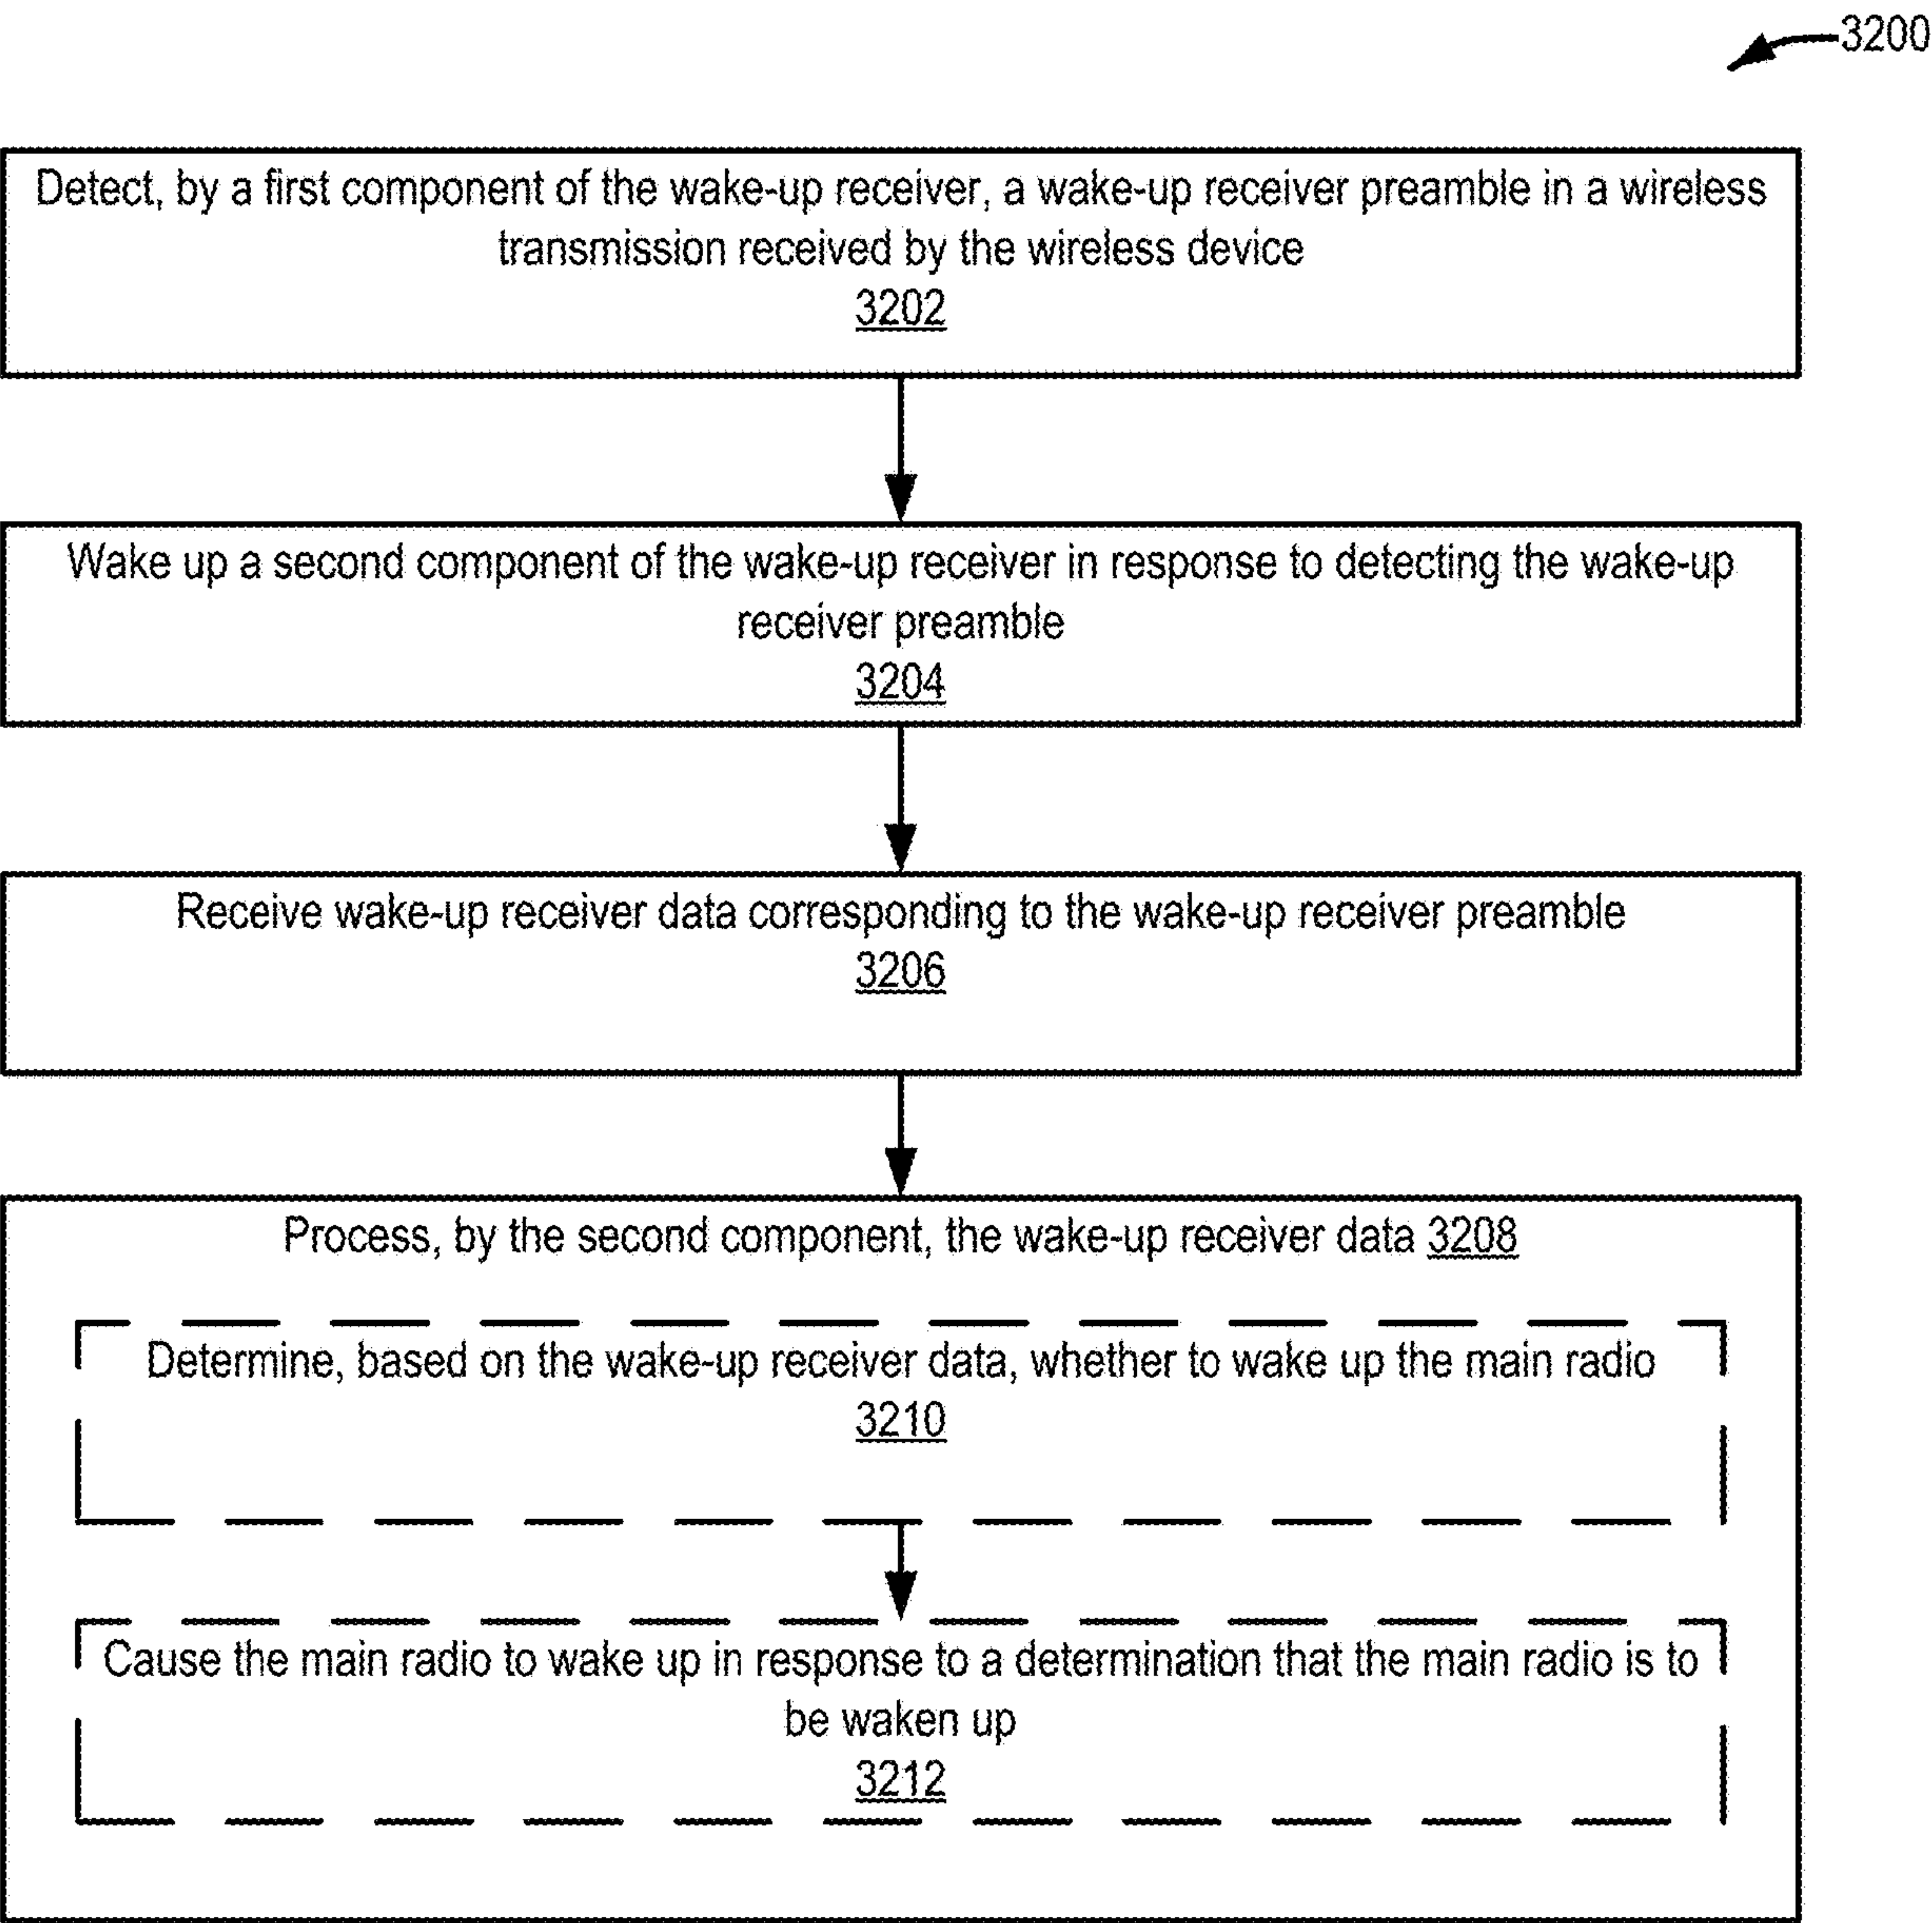 3200
Detect, by a first component of the wake-up receiver, a wake-up receiver preamble in a wireless
transmission received by the wireless device
3202
Wake up a second component of the wake-up receiver in response to detecting the wake-up
receiver preamble
3204
Receive wake-up receiver data corresponding to the wake-up receiver preamble
3206
Process, by the second component, the wake-up receiver data 3208
Determine, based on the wake-up receiver data, whether to wake up the main radio
3210
Cause the main radio to wake up in response to a determination that the main radio is to
be waken up
3212